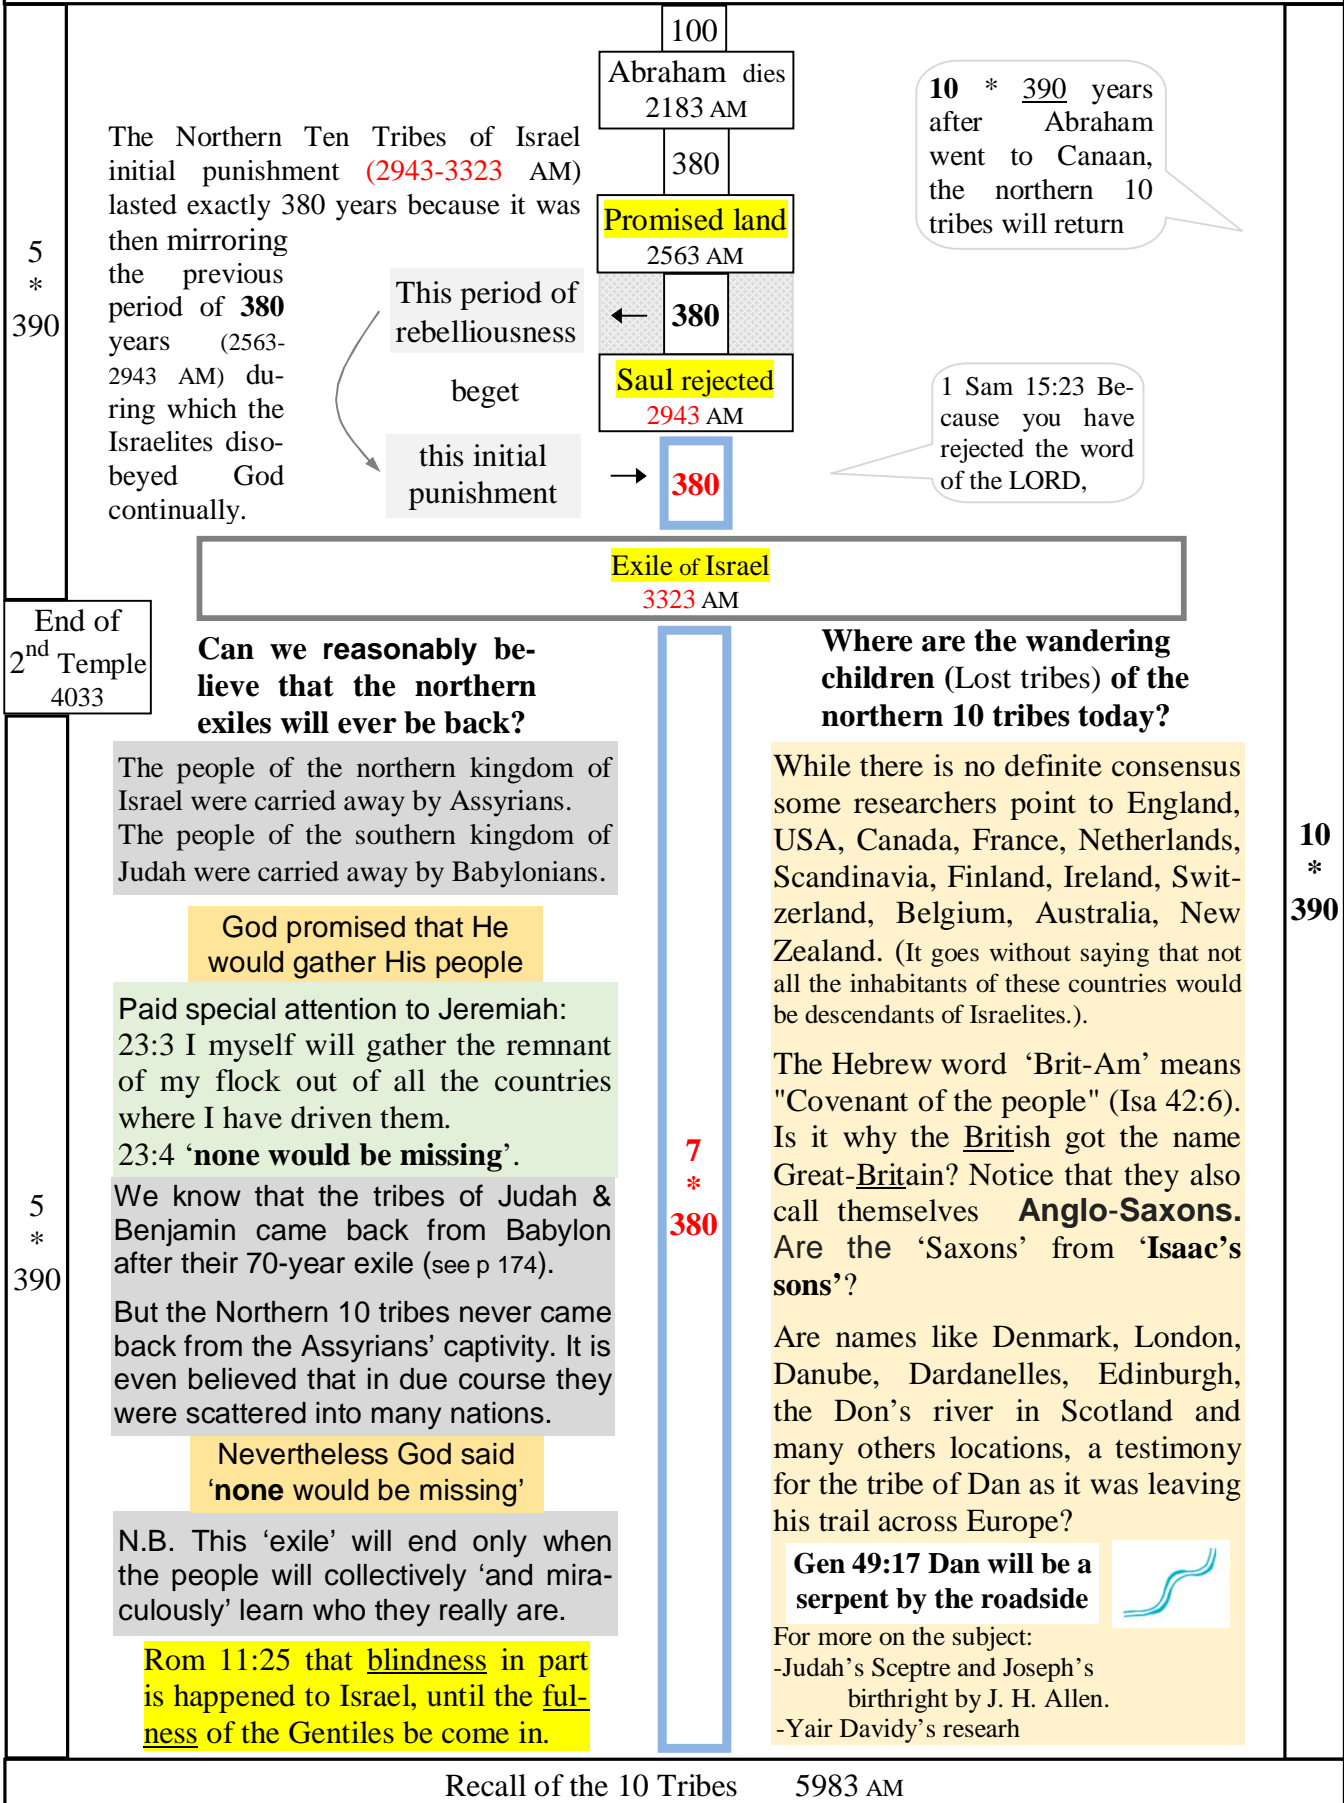 100
Abraham dies
2183 AM
380
Promised land
2563 AM
380
Saul rejected
2943 AM
380
10 * 390 years
after Abraham
went to Canaan,
the northern 10
tribes will return
The Northern Ten Tribes of Israel
initial punishment (2943-3323 AM)
lasted exactly 380 years because it was
then mirroring
the previous
period of 380
years (2563-
2943 AM) du-
ring which the
Israelites diso-
beyed God
continually.
This period of
rebelliousness
beget
this initial
punishment
1 Sam 15:23 Be-
cause you have
rejected the word
of the LORD,
5
*
390
Exile of Israel
3323 AM
End of
2nd Temple
4033
Can we reasonably be-
lieve that the northern
exiles will ever be back?
The people of the northern kingdom of
Israel were carried away by Assyrians.
The people of the southern kingdom of
Judah were carried away by Babylonians.
God promised that He
would gather His people
Paid special attention to Jeremiah:
23:3 I myself will gather the remnant
of my flock out of all the countries
where I have driven them.
23:4 ‘none would be missing’.
We know that the tribes of Judah &
Benjamin came back from Babylon
after their 70-year exile (see p 174).
But the Northern 10 tribes never came
back from the Assyrians’ captivity. It is
even believed that in due course they
were scattered into many nations.
Nevertheless God said
‘none would be missing’
N.B. This ‘exile’ will end only when
the people will collectively ‘and mira-
culously’ learn who they really are.
Rom 11:25 that blindness in part
is happened to Israel, until the ful-
ness of the Gentiles be come in.
5
*
390
7
*
380
Where are the wandering
children (Lost tribes) of the
northern 10 tribes today?
While there is no definite consensus
some researchers point to England,
USA, Canada, France, Netherlands,
Scandinavia, Finland, Ireland, Swit-
zerland, Belgium, Australia, New
Zealand. (It goes without saying that not
all the inhabitants of these countries would
be descendants of Israelites.).
The Hebrew word ‘Brit-Am’ means
"Covenant of the people" (Isa 42:6).
Is it why the British got the name
Great-Britain? Notice that they also
call themselves Anglo-Saxons.
Are the ‘Saxons’ from ‘Isaac’s
sons’?
Are names like Denmark, London,
Danube, Dardanelles, Edinburgh,
the Don’s river in Scotland and
many others locations, a testimony
for the tribe of Dan as it was leaving
his trail across Europe?
Gen 49:17 Dan will be a
serpent by the roadside
For more on the subject:
-Judah’s Sceptre and Joseph’s
birthright by J. H. Allen.
-Yair Davidy’s researh
10
*
390
Recall of the 10 Tribes 5983 AM